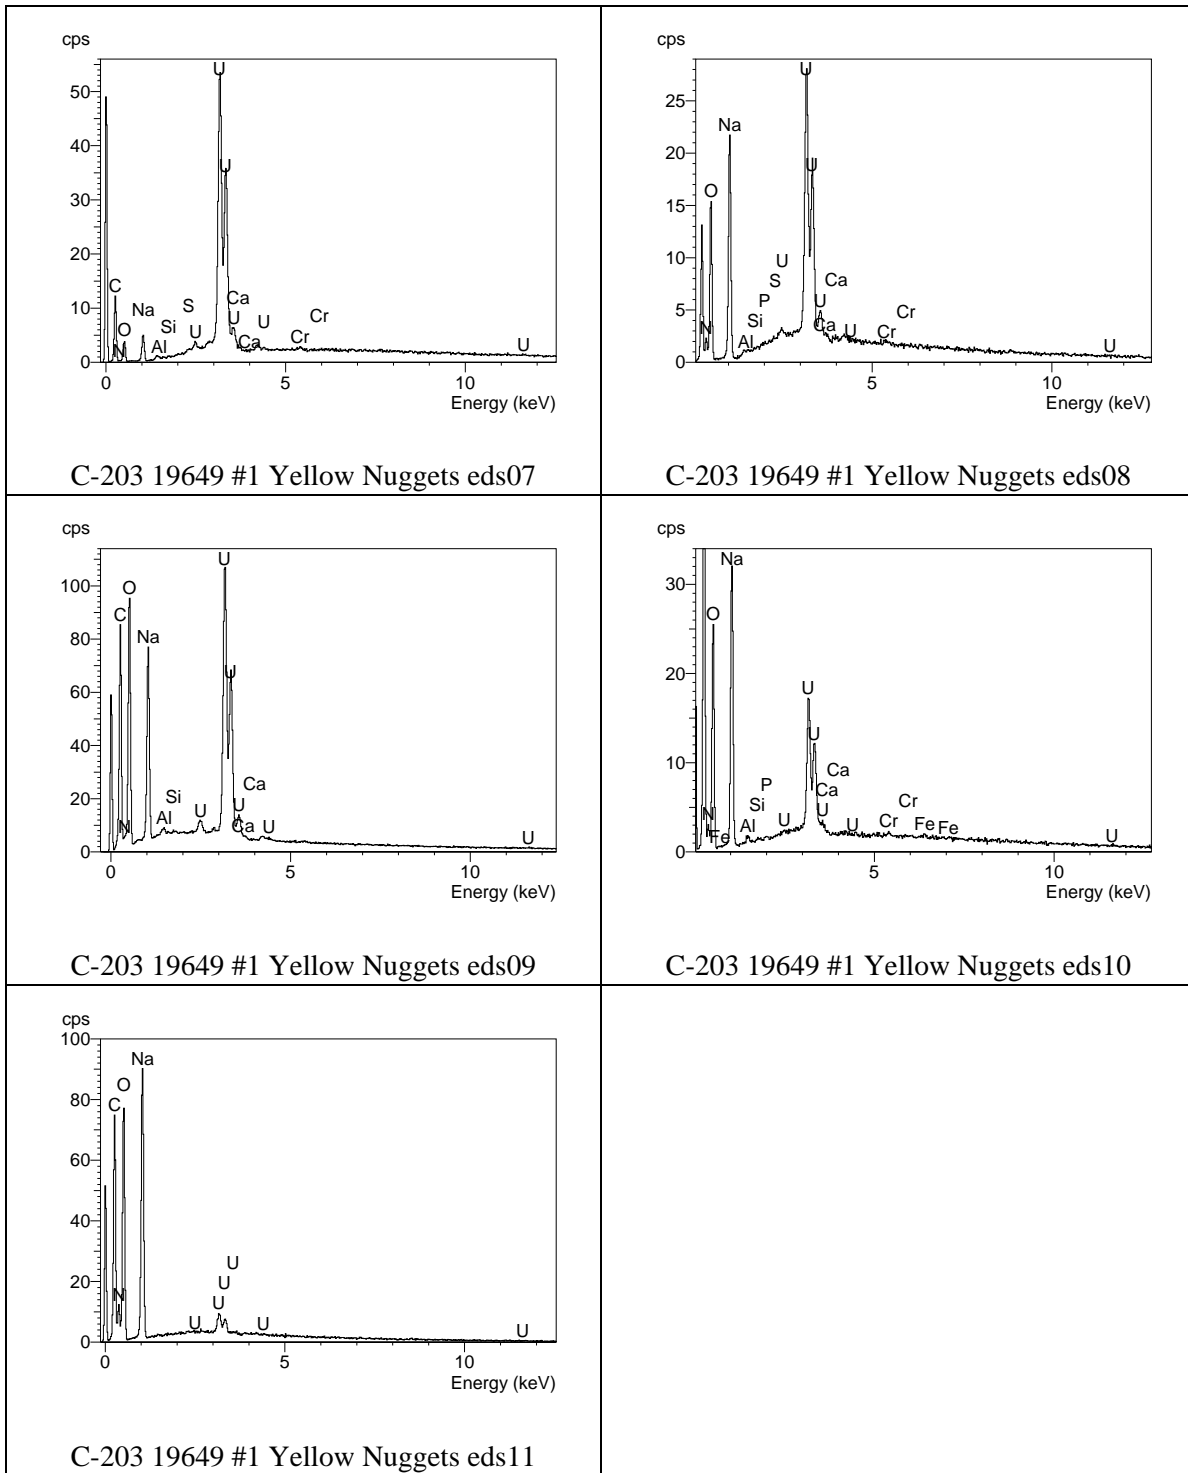 cps
50
40
30
20
10
0
U
U
C
O
N
Na
Al
Si
S
U
Ca
U
Ca
U
Cr
Cr
U
0 5 10
Energy (keV)
C-203 19649 #1 Yellow Nuggets eds07
cps
25
20
15
10
5
0
U
Na
O
U
U
S
P
Si
Al
N
Ca
U
Ca
U
Cr
Cr
U
5 10
Energy (keV)
C-203 19649 #1 Yellow Nuggets eds08
cps
100
80
60
40
20
0
U
O
C
Na
U
N
Al
Si
U
Ca
U
Ca
U
U
0 5 10
Energy (keV)
C-203 19649 #1 Yellow Nuggets eds09
cps
30
20
10
0
Na
O
U
U
N
Fe
Al
Si
P
U
Ca
Ca
U
U
Cr
Cr
Fe
Fe
U
5 10
Energy (keV)
C-203 19649 #1 Yellow Nuggets eds10
cps
100
80
60
40
20
0
Na
O
C
N
U
U
U
U
U
U
0 5 10
Energy (keV)
C-203 19649 #1 Yellow Nuggets eds11